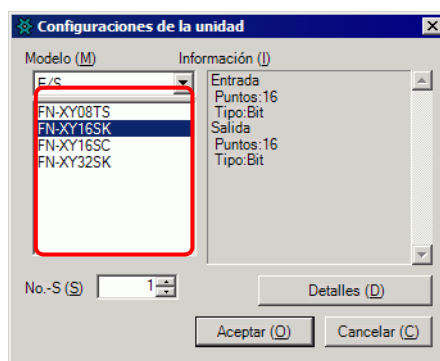 Configuraciones de la unidad
Modelo (M)
Información (I)
E/S
FN-XY08TS
FN-XY16SK
FN-XY16SC
FN-XY32SK
Entrada
Puntos:16
Tipo:Bit
Salida
Puntos:16
Tipo:Bit
No.-S (S)
1
Detalles (D)
Aceptar (O)
Cancelar (C)